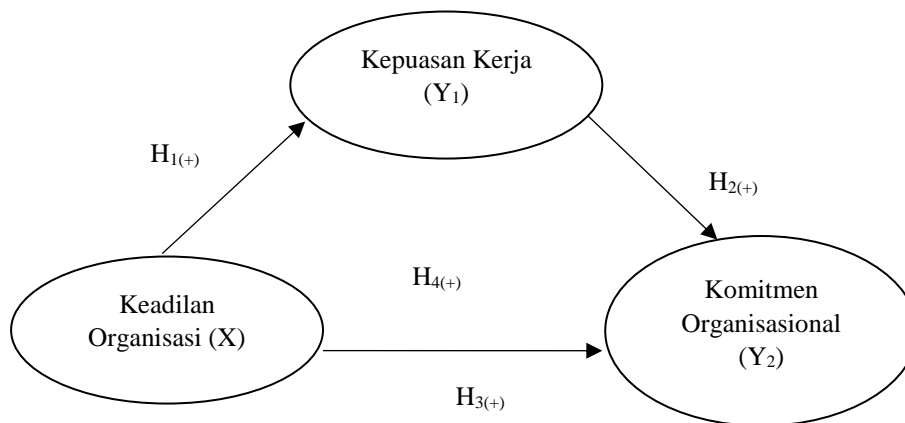 Kepuasan Kerja
(Y₁)
H₁₍₊₎
H₂₍₊₎
H₄₍₊₎
Keadilan
Organisasi (X)
Komitmen
Organisasional
(Y₂)
H₃₍₊₎